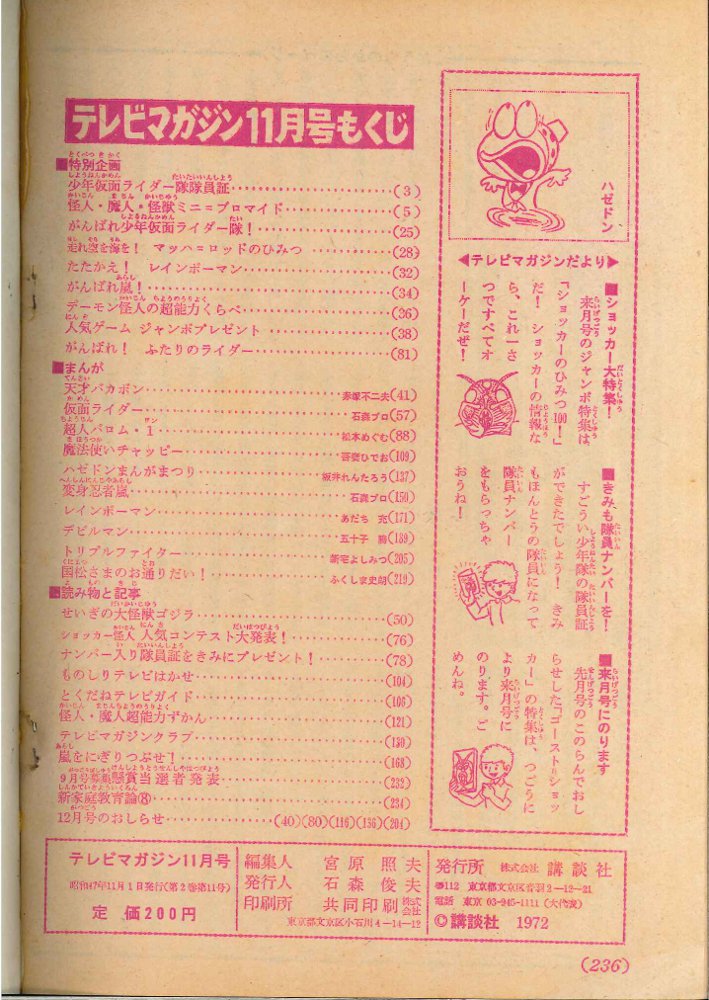 テレビマガジン11月号もくじ
■特別企画
少年仮面ライダー隊隊員証(3)
怪人・魔人・怪獣ミニ=ブロマイド(5)
がんばれ少年仮面ライダー隊!(25)
走れ空を海を! マッハ=ロッドのひみつ(28)
たたかえ! レインボーマン(32)
がんばれ嵐!(34)
デーモン怪人の超能力くらべ(36)
人気ゲーム ジャンボプレゼント(38)
がんばれ! ふたりのライダー(81)
■まんが
天才バカボン 赤塚不二夫(41)
仮面ライダー 石森プロ(57)
超人バロム・1 松本めぐむ(88)
魔法使いチャッピー 吾妻ひでお(109)
ハゼドンまんがまつり 坂井れんたろう(137)
変身忍者嵐 石森プロ(150)
レインボーマン あだち 充(171)
デビルマン 五十子 勝(189)
トリプルファイター 新宅よしみつ(205)
国松さまのお通りだい! ふくしま史朗(219)
■読み物と記事
せいぎの大怪獣ゴジラ(50)
ショッカー怪人 人気コンテスト大発表!(76)
ナンバー入り隊員証をきみにプレゼント!(78)
ものしりテレビはかせ(104)
とくだねテレビガイド(106)
怪人・魔人超能力ずかん(121)
テレビマガジンクラブ(130)
嵐をにぎりつぶせ!(168)
9月号募集懸賞当選者発表(232)
新家庭教育論⑧(234)
12月号のおしらせ(40)(80)(116)(136)(204)
ハゼドン
◀テレビマガジンだより▶
■ショッカー大特集!
来月号のジャンボ特集は、
「ショッカーのひみつ100!」
だ! ショッカーの情報な
ら、これ一さ
つですべてオ
ーケーだぜ!
■きみも隊員ナンバーを!
すごうい少年隊の隊員証
ができたでしょう! きみ
もほんとうの隊員になって
隊員ナンバー
をもらっちゃ
おうね!
■来月号にのります
先月号のこのらんでおし
らせした「ゴースト=ショッ
カー」の特集は、つごうに
より来月号に
のります。ご
めんね。
テレビマガジン11月号
昭和47年11月1日発行(第2巻第11号)
定 価200円
編集人 宮原照夫
発行人 石森俊夫
印刷所 共同印刷株式会社
東京都文京区小石川4-14-12
発行所 株式会社 講談社
〒112 東京都文京区音羽2-12-21
電話 東京 03-945-1111(大代表)
©講談社 1972
(236)